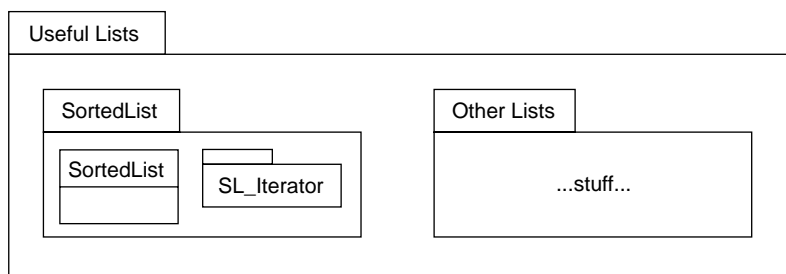 Useful Lists
SortedList
Other Lists
SortedList
SL_Iterator
...stuff...